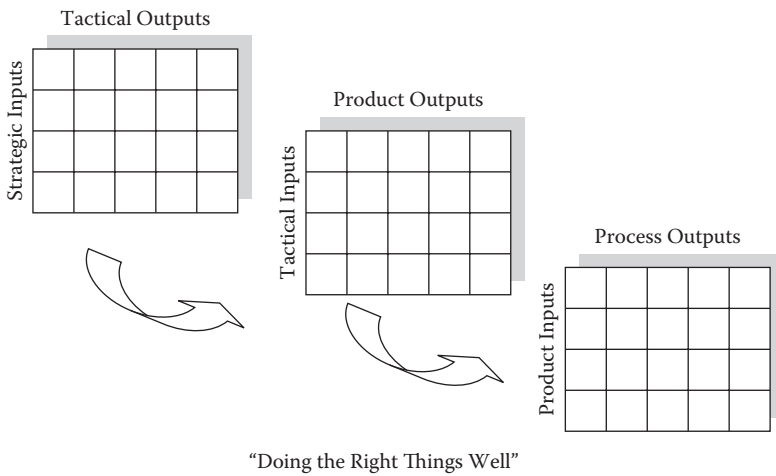 Tactical Outputs
Strategic Inputs
Product Outputs
Tactical Inputs
Process Outputs
Product Inputs
“Doing the Right Things Well”